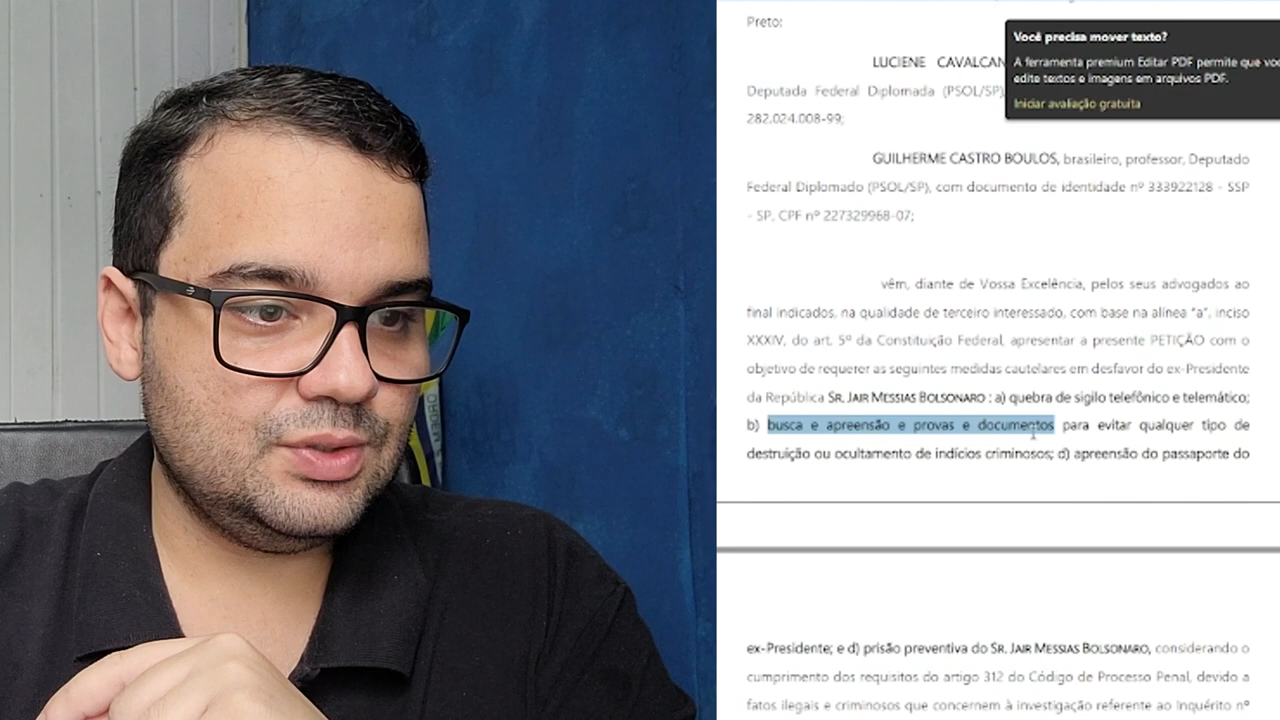 Preto:
LUCIENE CAVALCAN
Deputada Federal Diplomada (PSOL/SP),
282.024.008-99;
Você precisa mover texto?
A ferramenta premium Editar PDF permite que voc
edite textos e imagens em arquivos PDF.
Iniciar avaliação gratuita
GUILHERME CASTRO BOULOS, brasileiro, professor, Deputado
Federal Diplomado (PSOL/SP), com documento de identidade nº 333922128 - SSP
- SP, CPF nº 227329968-07;
vêm, diante de Vossa Excelência, pelos seus advogados ao
final indicados, na qualidade de terceiro interessado, com base na alínea "a", inciso
XXXIV, do art. 5º da Constituição Federal, apresentar a presente PETIÇÃO com o
objetivo de requerer as seguintes medidas cautelares em desfavor do ex-Presidente
da República SR. JAIR MESSIAS BOLSONARO : a) quebra de sigilo telefônico e telemático;
b) busca e apreensão e provas e documentos para evitar qualquer tipo de
destruição ou ocultamento de indícios criminosos; d) apreensão do passaporte do
ex-Presidente; e d) prisão preventiva do SR. JAIR MESSIAS BOLSONARO, considerando o
cumprimento dos requisitos do artigo 312 do Código de Processo Penal, devido a
fatos ilegais e criminosos que concernem à investigação referente ao Inquérito nº